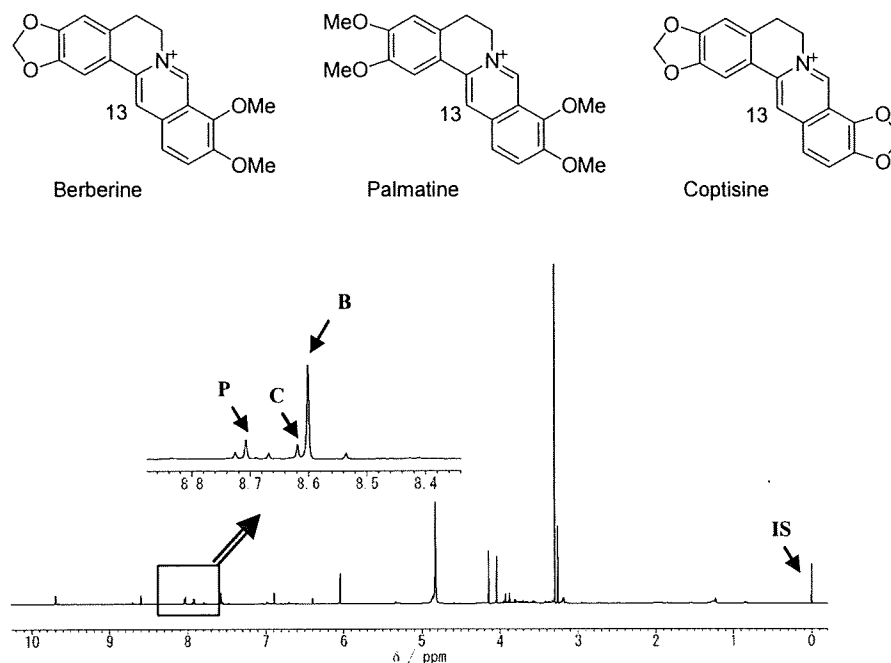 MeO
MeO
O
O
N+
OMe
OMe
13
Berberine
N+
OMe
OMe
13
Palmatine
O
O
N+
O
O
13
Coptisine
B
P
C
8.8 8.7 8.6 8.5 8.4
IS
10 9 8 7 6 5 4 3 2 1 0
δ / ppm